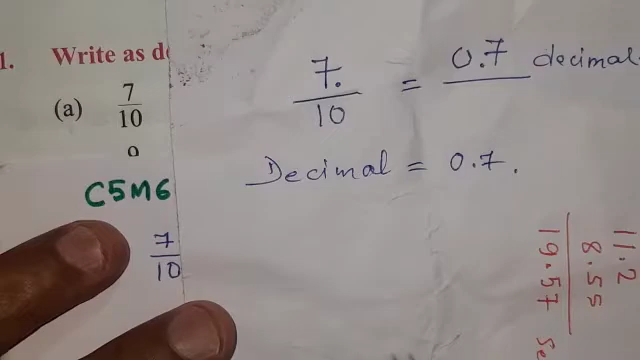 1. Write as d
(a) 7/10
C5M6
7/10
7./10 = 0.7 decimal
Decimal = 0.7.
11.2
8.55
19.57 Se